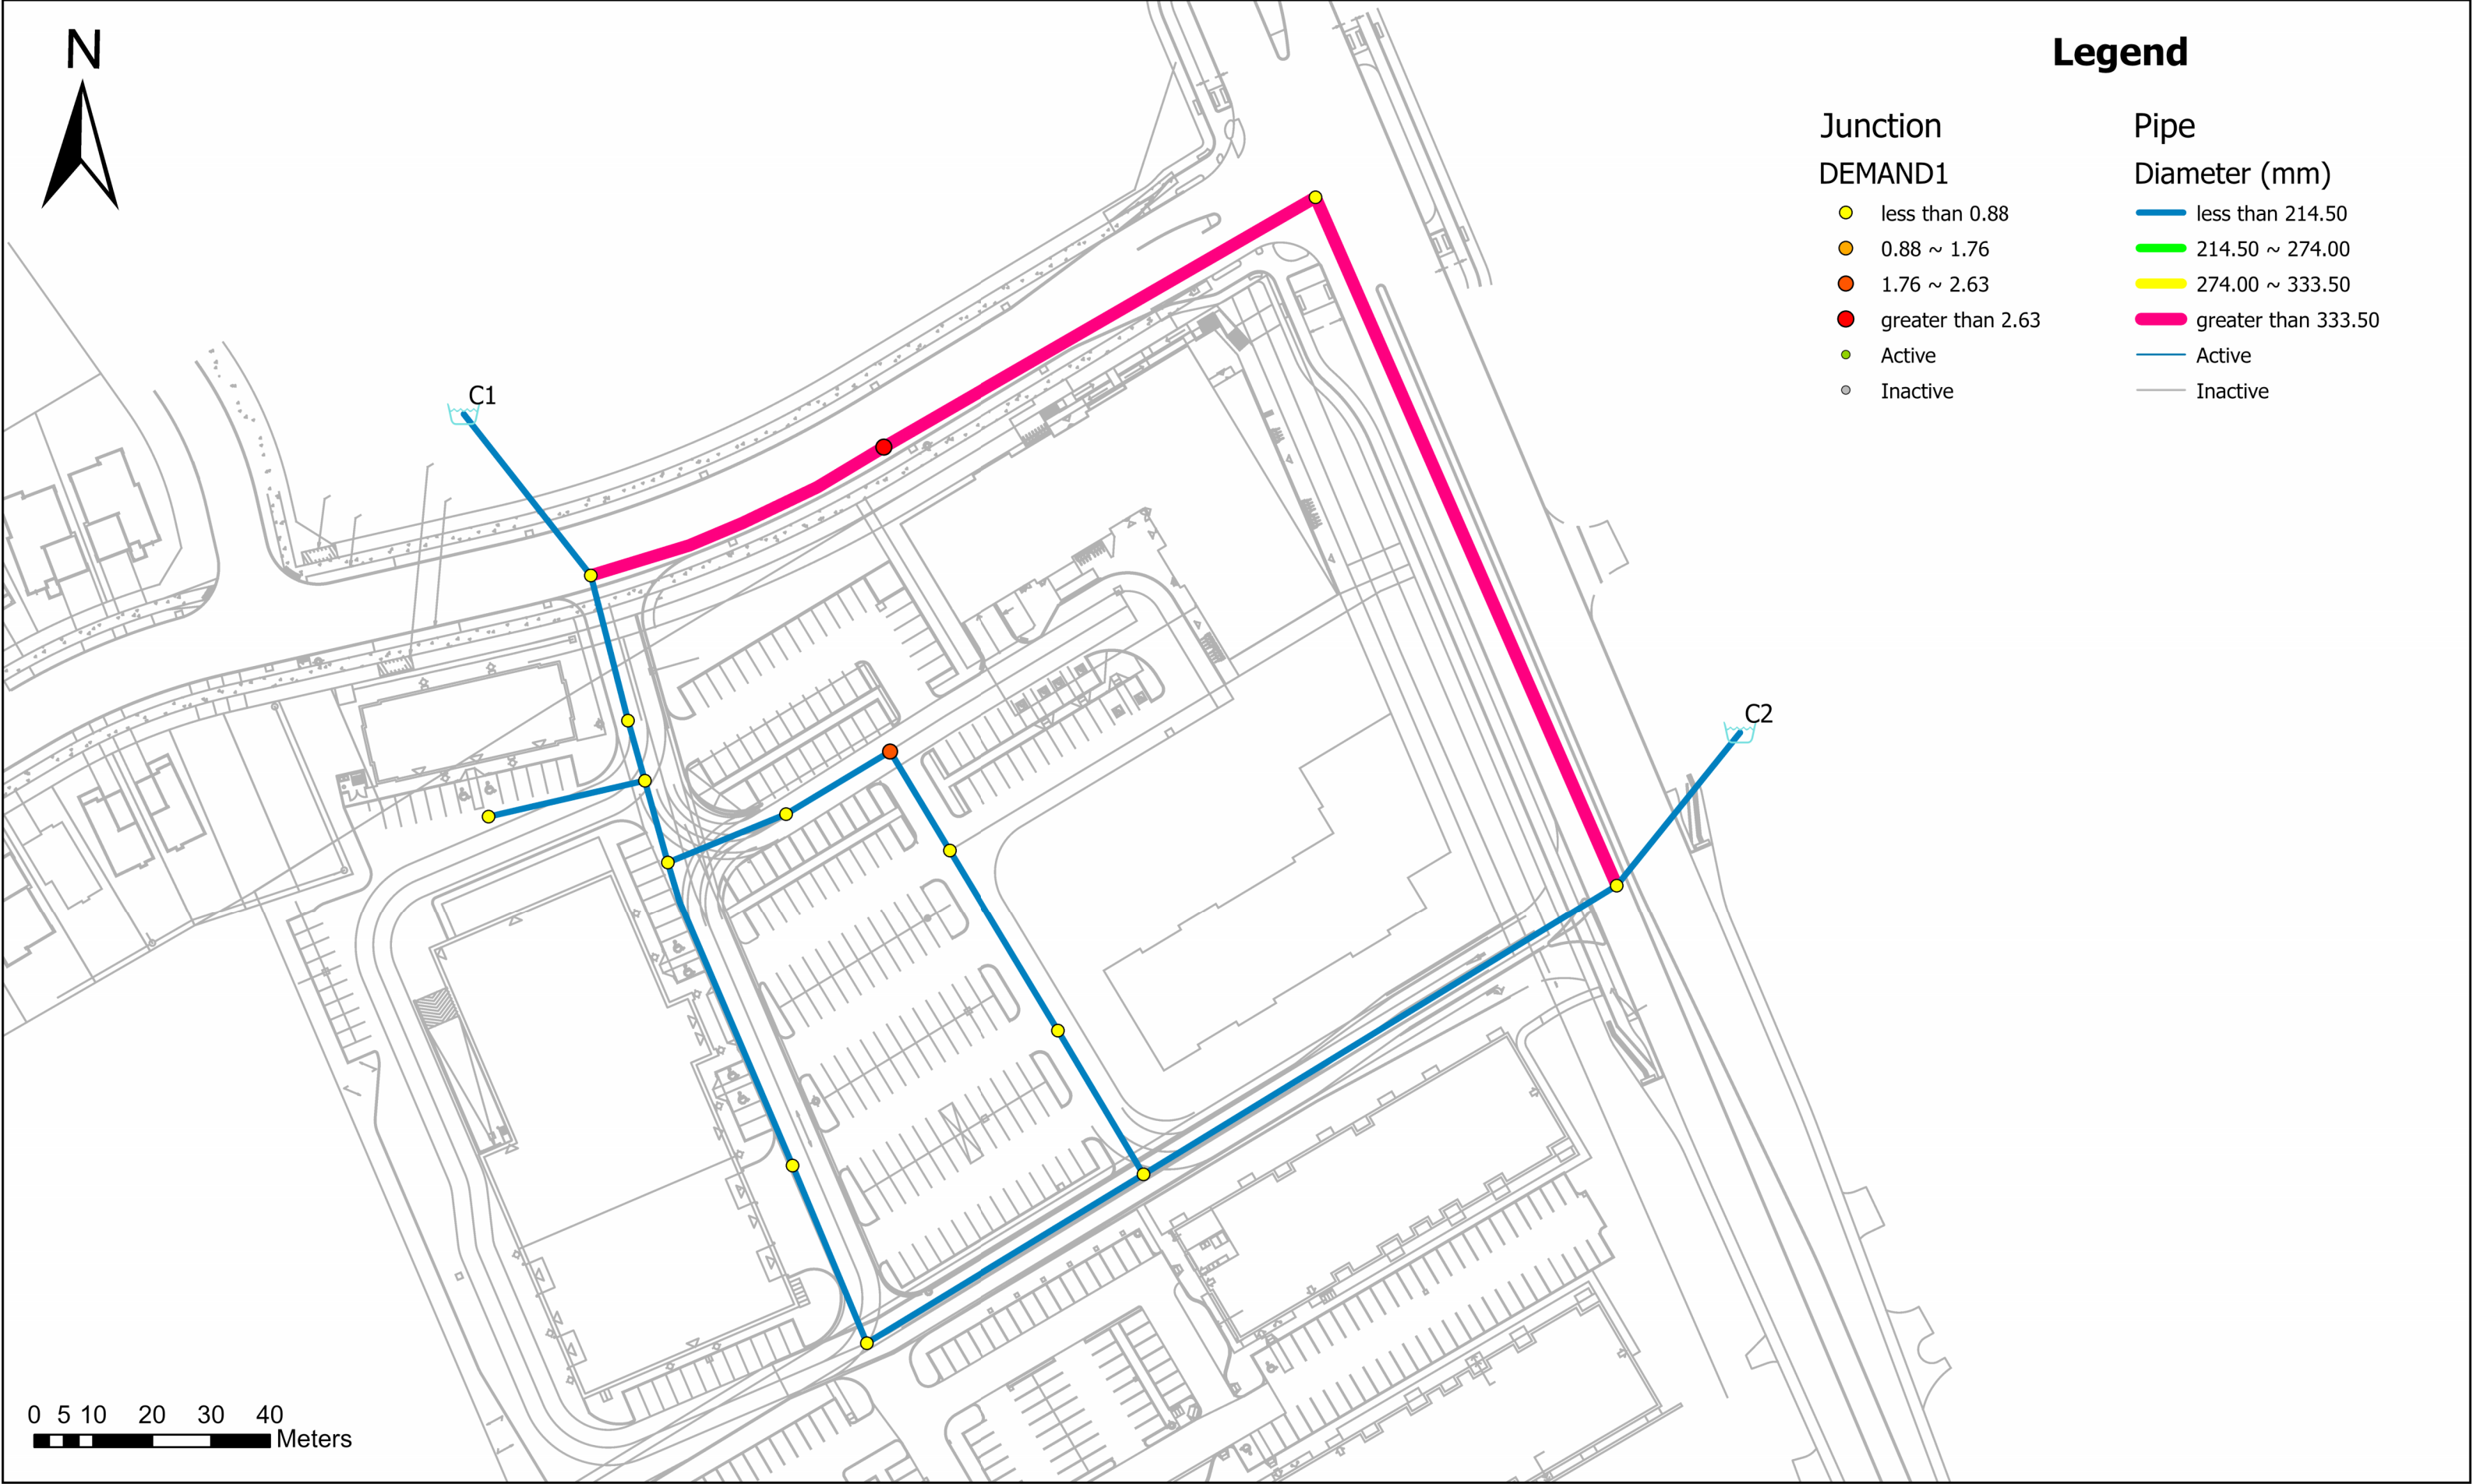 N
Legend
Junction
DEMAND1
less than 0.88
0.88 ~ 1.76
1.76 ~ 2.63
greater than 2.63
Active
Inactive
Pipe
Diameter (mm)
less than 214.50
214.50 ~ 274.00
274.00 ~ 333.50
greater than 333.50
Active
Inactive
C1
C2
0 5 10 20 30 40
Meters